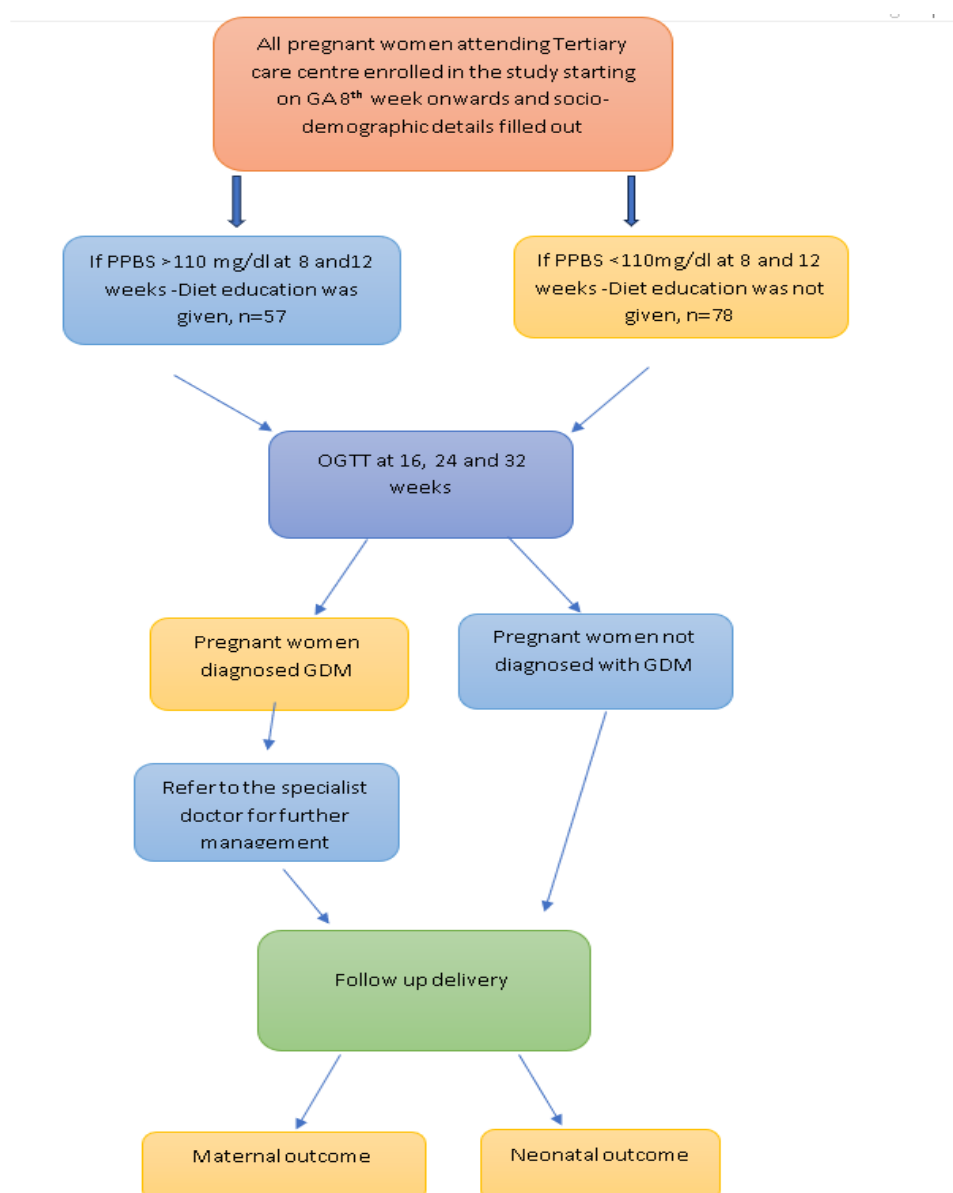 All pregnant women attending Tertiary
care centre enrolled in the study starting
on GA 8th week onwards and socio-
demographic details filled out
If PPBS >110 mg/dl at 8 and12
weeks -Diet education was
given, n=57
If PPBS <110mg/dl at 8 and 12
weeks -Diet education was not
given, n=78
OGTT at 16, 24 and 32
weeks
Pregnant women
diagnosed GDM
Pregnant women not
diagnosed with GDM
Refer to the specialist
doctor for further
management
Follow up delivery
Maternal outcome
Neonatal outcome